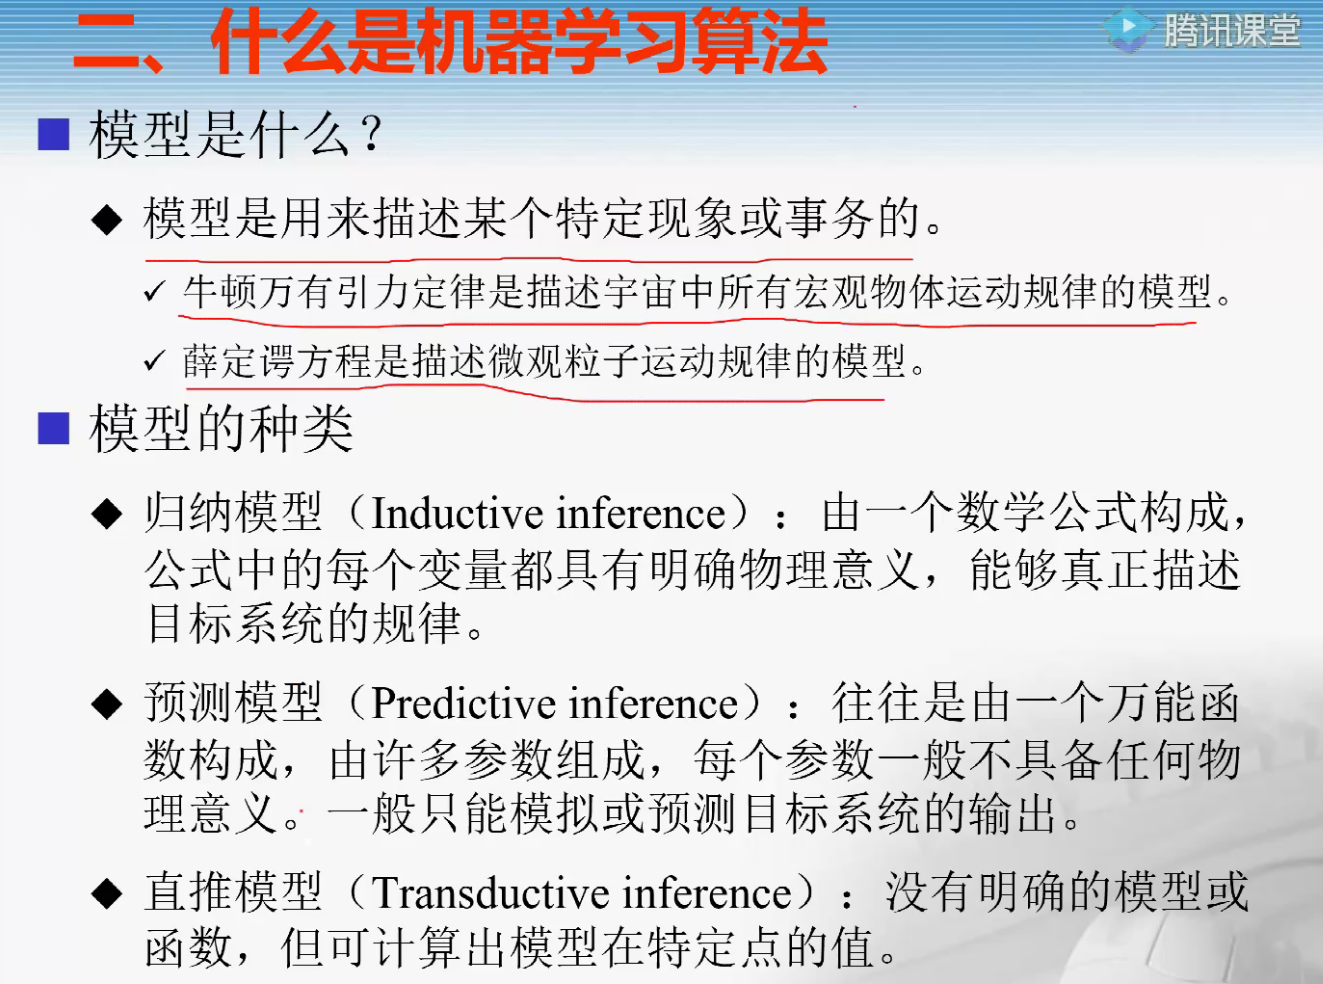 二、什么是机器学习算法
腾讯课堂
模型是什么?
模型是用来描述某个特定现象或事务的。
牛顿万有引力定律是描述宇宙中所有宏观物体运动规律的模型。
薛定谔方程是描述微观粒子运动规律的模型。
模型的种类
归纳模型（Inductive inference）：由一个数学公式构成，
公式中的每个变量都具有明确物理意义，能够真正描述
目标系统的规律。
预测模型（Predictive inference）：往往是由一个万能函
数构成，由许多参数组成，每个参数一般不具备任何物
理意义。一般只能模拟或预测目标系统的输出。
直推模型（Transductive inference）：没有明确的模型或
函数，但可计算出模型在特定点的值。